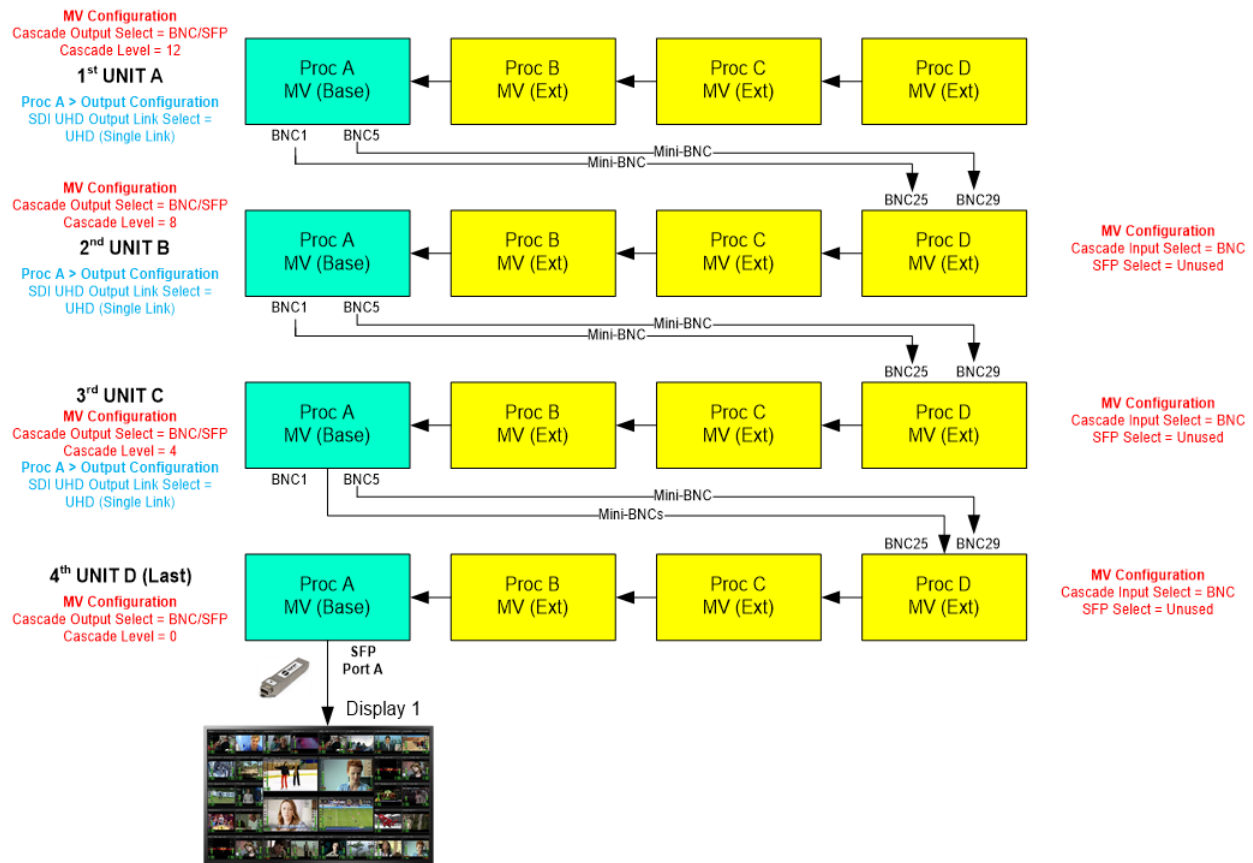 MV Configuration
Cascade Output Select = BNC/SFP
Cascade Level = 12
1st UNIT A
Proc A > Output Configuration
SDI UHD Output Link Select =
UHD (Single Link)
Proc A
MV (Base)
Proc B
MV (Ext)
Proc C
MV (Ext)
Proc D
MV (Ext)
BNC1
BNC5
Mini-BNC
Mini-BNC
BNC25
BNC29
MV Configuration
Cascade Output Select = BNC/SFP
Cascade Level = 8
2nd UNIT B
Proc A > Output Configuration
SDI UHD Output Link Select =
UHD (Single Link)
Proc A
MV (Base)
Proc B
MV (Ext)
Proc C
MV (Ext)
Proc D
MV (Ext)
MV Configuration
Cascade Input Select = BNC
SFP Select = Unused
BNC1
BNC5
Mini-BNC
Mini-BNC
BNC25
BNC29
3rd UNIT C
MV Configuration
Cascade Output Select = BNC/SFP
Cascade Level = 4
Proc A > Output Configuration
SDI UHD Output Link Select =
UHD (Single Link)
Proc A
MV (Base)
Proc B
MV (Ext)
Proc C
MV (Ext)
Proc D
MV (Ext)
MV Configuration
Cascade Input Select = BNC
SFP Select = Unused
BNC1
BNC5
Mini-BNC
Mini-BNCs
BNC25
BNC29
4th UNIT D (Last)
MV Configuration
Cascade Output Select = BNC/SFP
Cascade Level = 0
Proc A
MV (Base)
Proc B
MV (Ext)
Proc C
MV (Ext)
Proc D
MV (Ext)
MV Configuration
Cascade Input Select = BNC
SFP Select = Unused
SFP
Port A
Display 1